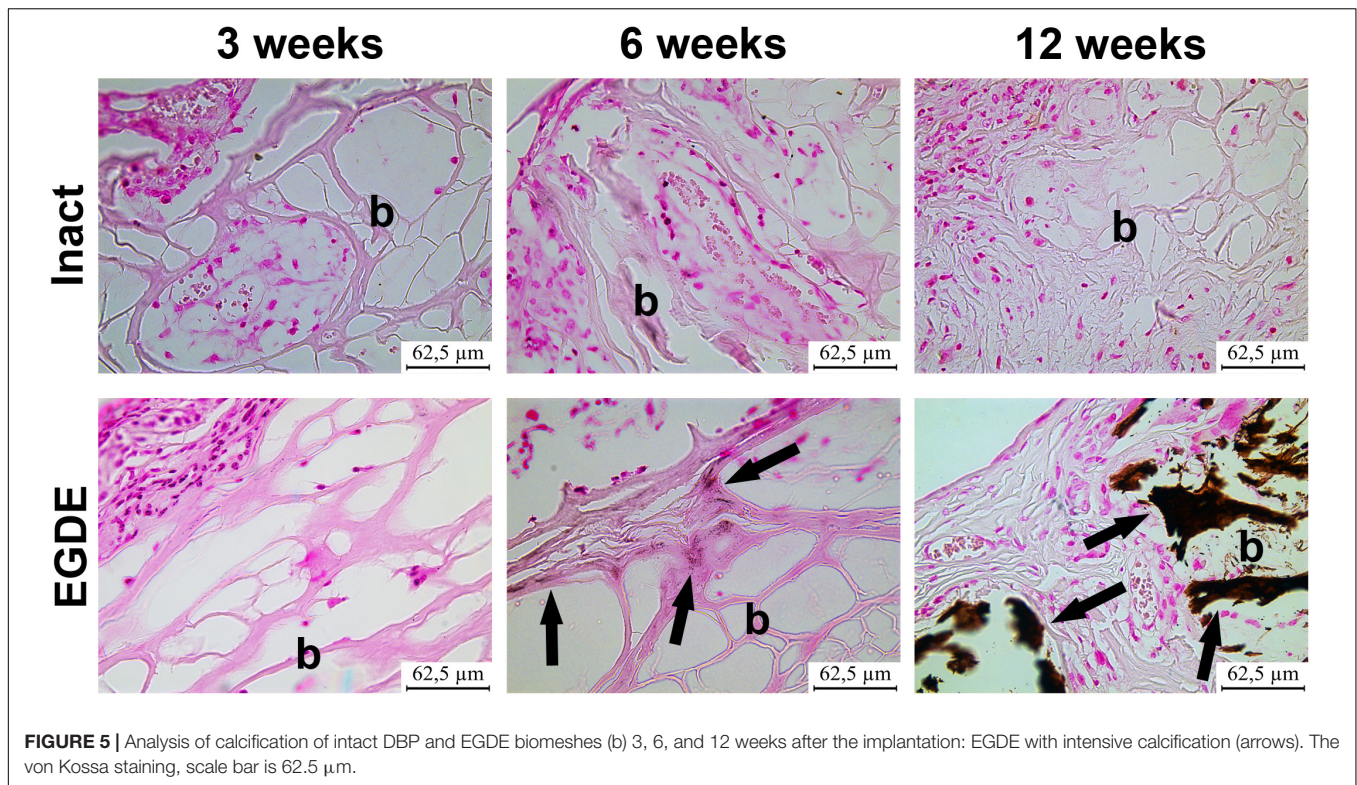 3 weeks 6 weeks 12 weeks
Inact
b b b
62,5 µm 62,5 µm 62,5 µm
EGDE
b b b
62,5 µm 62,5 µm 62,5 µm
FIGURE 5 | Analysis of calcification of intact DBP and EGDE biomeshes (b) 3, 6, and 12 weeks after the implantation: EGDE with intensive calcification (arrows). The
von Kossa staining, scale bar is 62.5 µm.